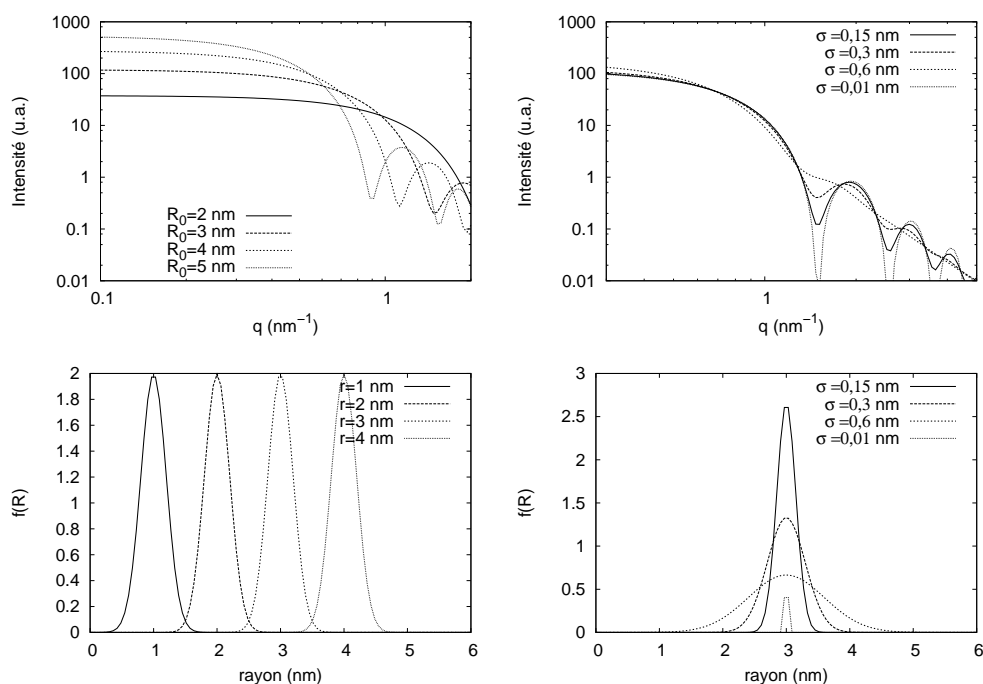 1000
100
10
1
0.1
0.01
Intensité (u.a.)
0.1
1
q (nm⁻¹)
R₀=2 nm
R₀=3 nm
R₀=4 nm
R₀=5 nm
1000
100
10
1
0.1
0.01
Intensité (u.a.)
1
q (nm⁻¹)
σ=0,15 nm
σ=0,3 nm
σ=0,6 nm
σ=0,01 nm
2
1.8
1.6
1.4
1.2
1
0.8
0.6
0.4
0.2
0
f(R)
0 1 2 3 4 5 6
rayon (nm)
r=1 nm
r=2 nm
r=3 nm
r=4 nm
3
2.5
2
1.5
1
0.5
0
f(R)
0 1 2 3 4 5 6
rayon (nm)
σ=0,15 nm
σ=0,3 nm
σ=0,6 nm
σ=0,01 nm